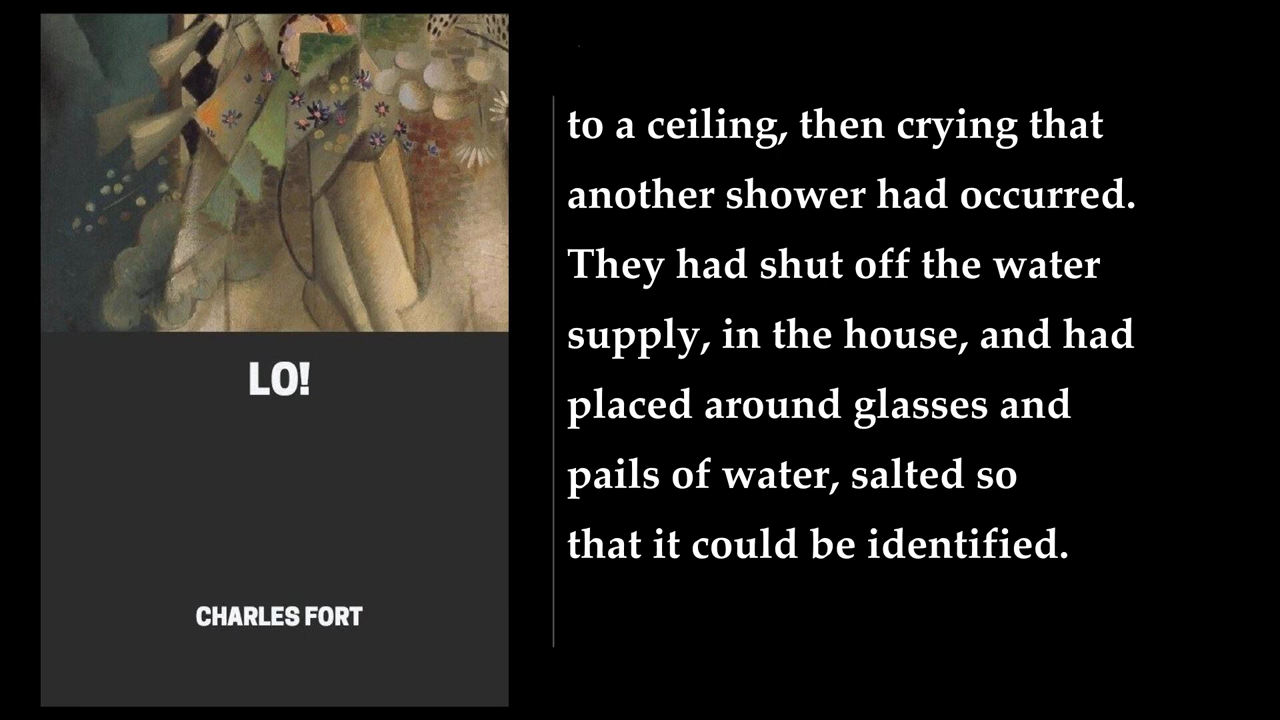 LO!
CHARLES FORT
to a ceiling, then crying that
another shower had occurred.
They had shut off the water
supply, in the house, and had
placed around glasses and
pails of water, salted so
that it could be identified.